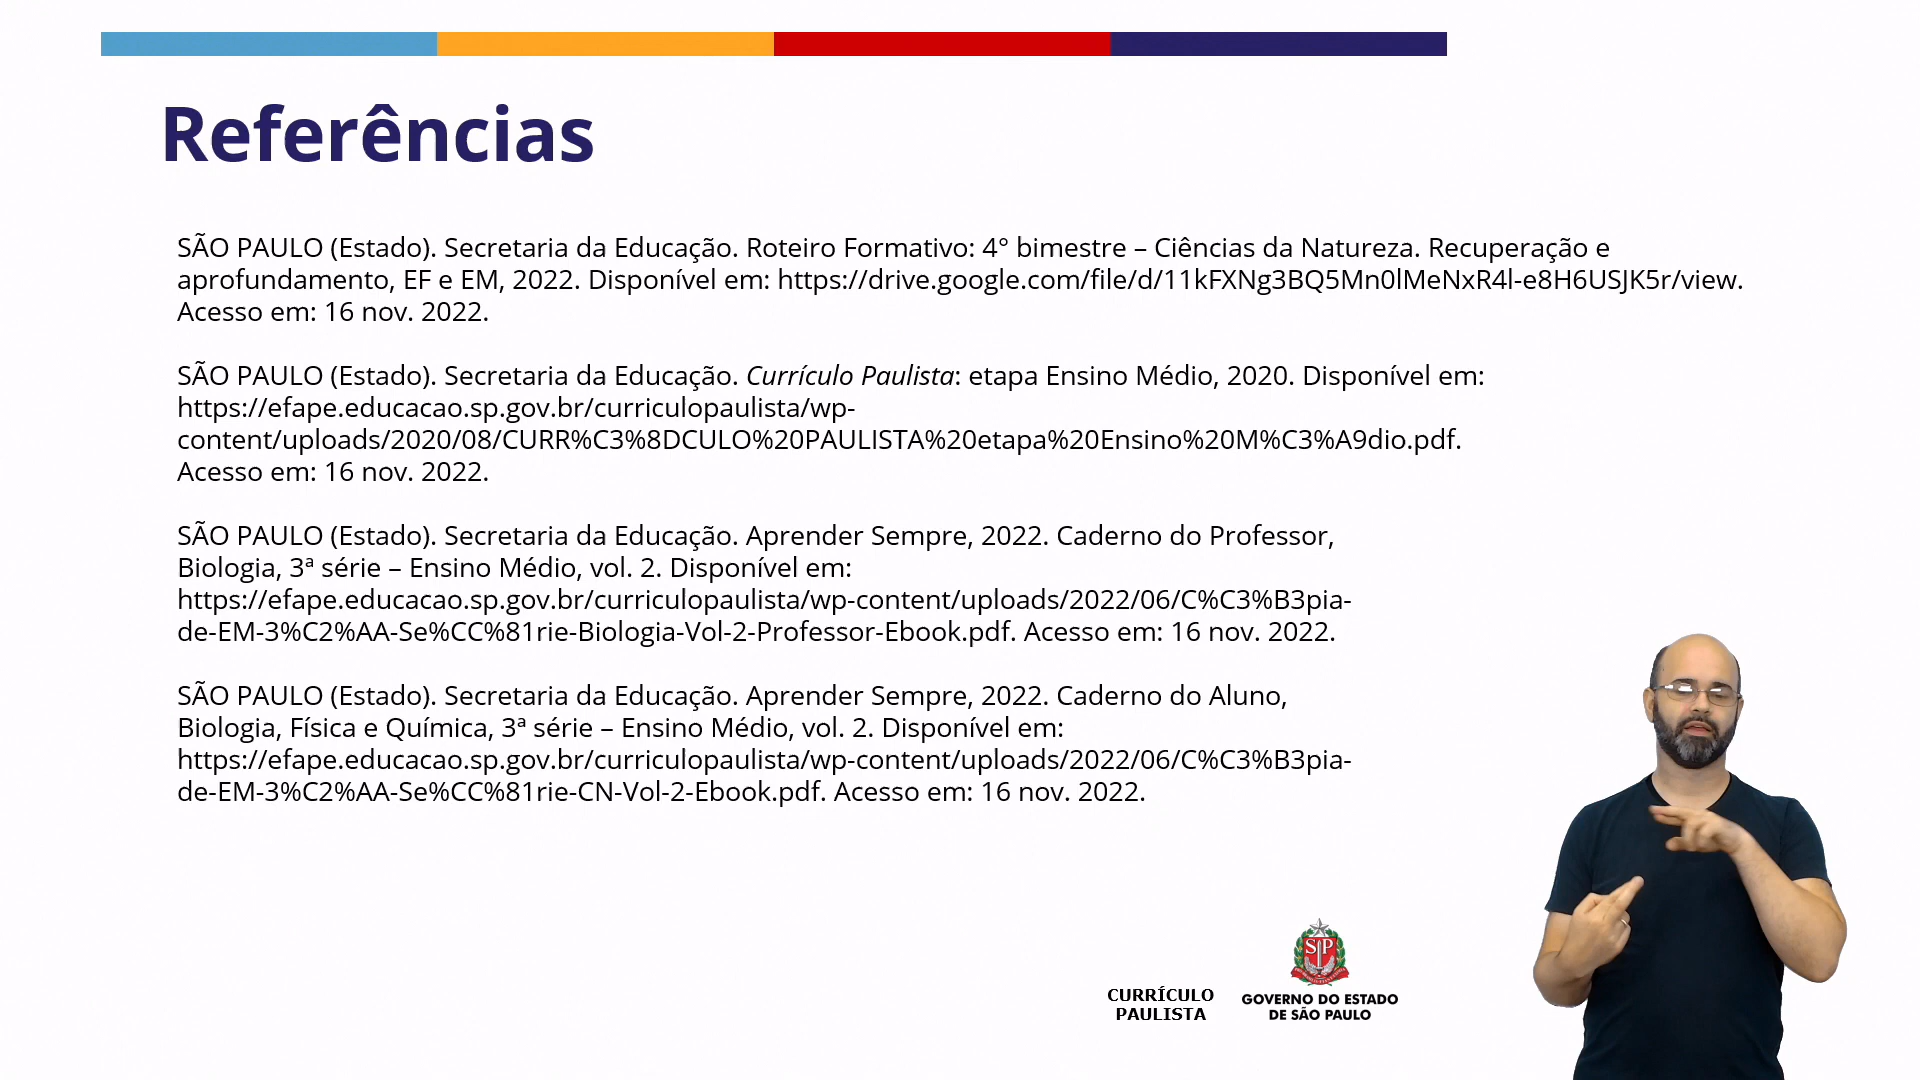 Referências
SÃO PAULO (Estado). Secretaria da Educação. Roteiro Formativo: 4° bimestre – Ciências da Natureza. Recuperação e
aprofundamento, EF e EM, 2022. Disponível em: https://drive.google.com/file/d/11kFXNg3BQ5Mn0lMeNxR4l-e8H6USJK5r/view.
Acesso em: 16 nov. 2022.
SÃO PAULO (Estado). Secretaria da Educação. Currículo Paulista: etapa Ensino Médio, 2020. Disponível em:
https://efape.educacao.sp.gov.br/curriculopaulista/wp-
content/uploads/2020/08/CURR%C3%8DCULO%20PAULISTA%20etapa%20Ensino%20M%C3%A9dio.pdf.
Acesso em: 16 nov. 2022.
SÃO PAULO (Estado). Secretaria da Educação. Aprender Sempre, 2022. Caderno do Professor,
Biologia, 3ª série – Ensino Médio, vol. 2. Disponível em:
https://efape.educacao.sp.gov.br/curriculopaulista/wp-content/uploads/2022/06/C%C3%B3pia-
de-EM-3%C2%AA-Se%CC%81rie-Biologia-Vol-2-Professor-Ebook.pdf. Acesso em: 16 nov. 2022.
SÃO PAULO (Estado). Secretaria da Educação. Aprender Sempre, 2022. Caderno do Aluno,
Biologia, Física e Química, 3ª série – Ensino Médio, vol. 2. Disponível em:
https://efape.educacao.sp.gov.br/curriculopaulista/wp-content/uploads/2022/06/C%C3%B3pia-
de-EM-3%C2%AA-Se%CC%81rie-CN-Vol-2-Ebook.pdf. Acesso em: 16 nov. 2022.
SP
CURRÍCULO
PAULISTA
GOVERNO DO ESTADO
DE SÃO PAULO